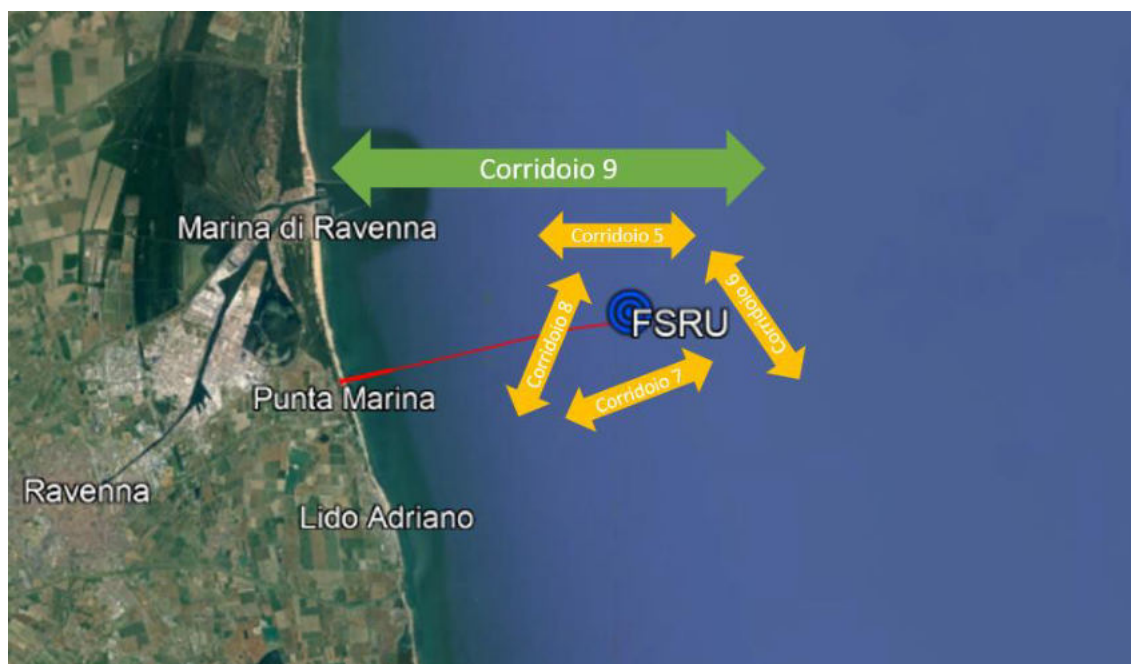 Corridoio 9
Marina di Ravenna
Corridoio 5
Corridoio 6
Corridoio 8
FSRU
Corridoio 7
Punta Marina
Ravenna
Lido Adriano